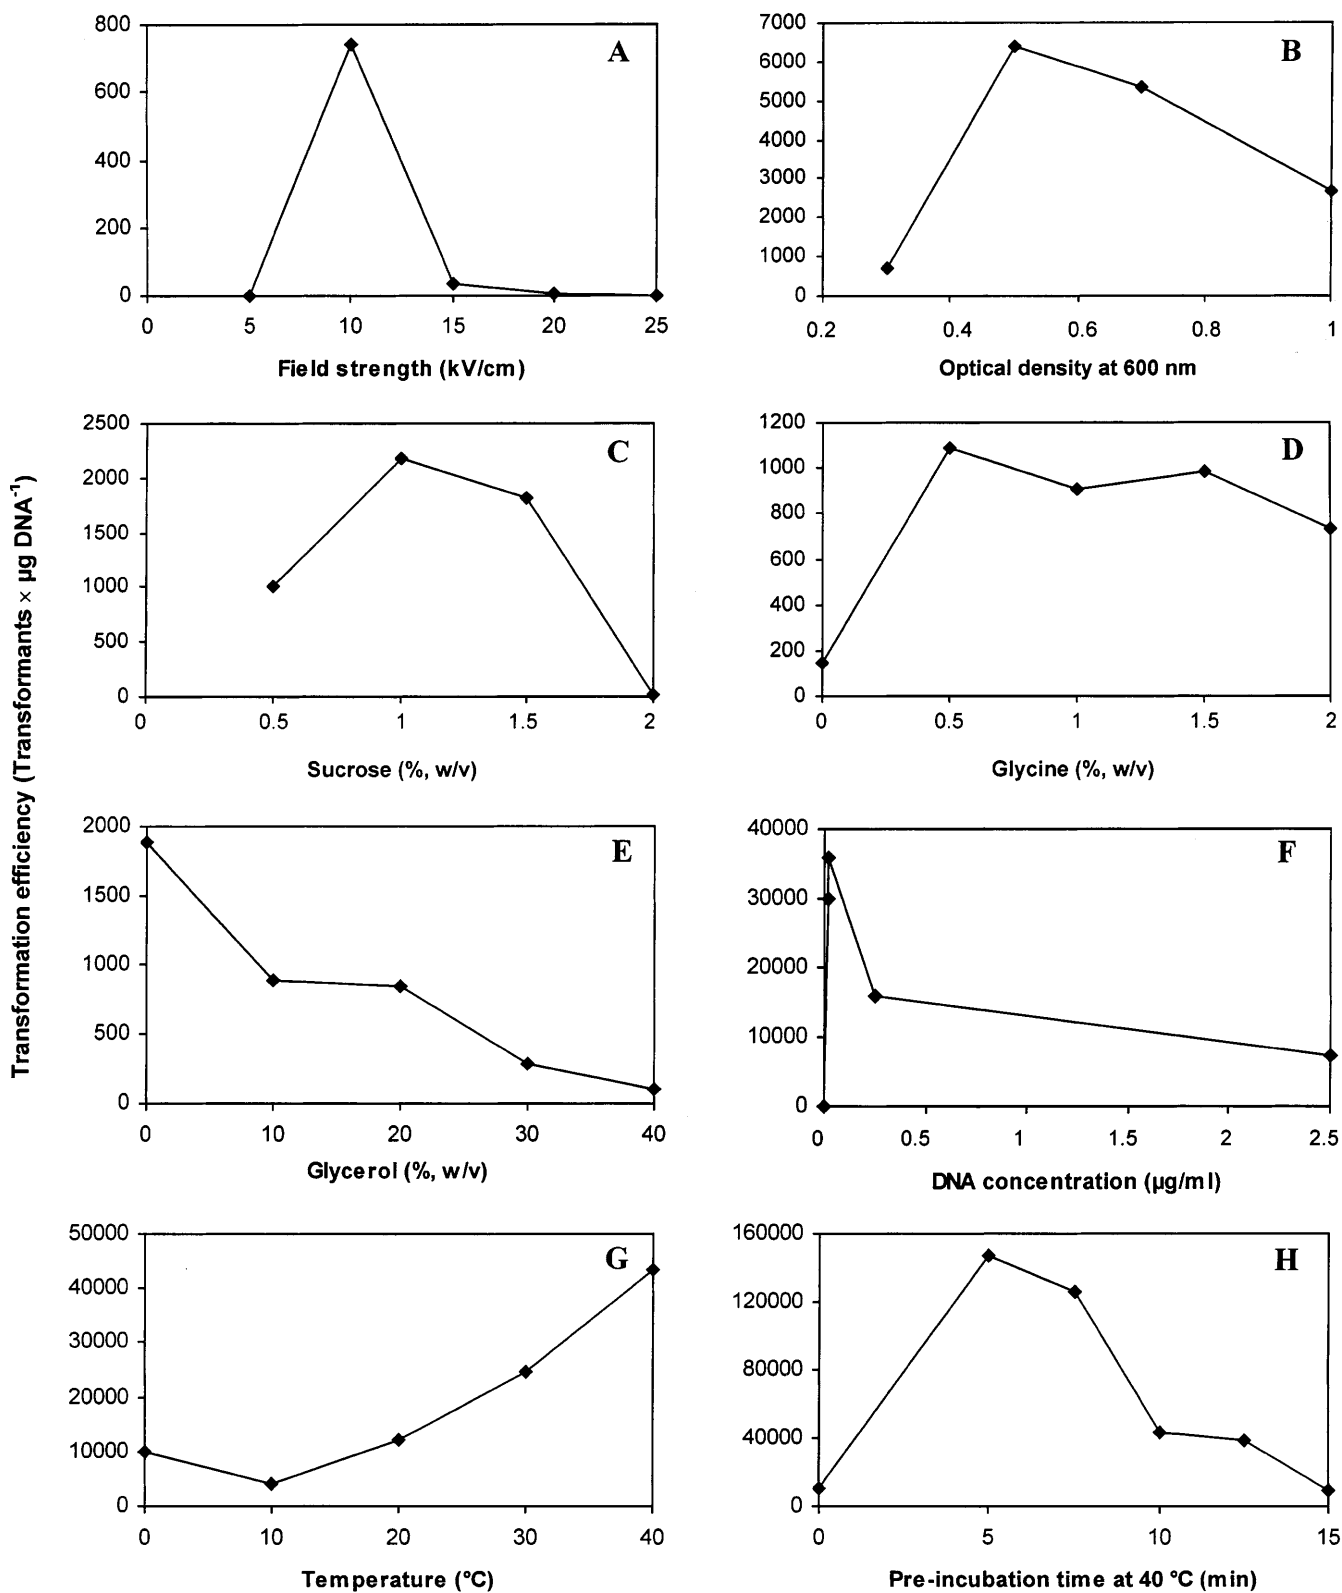 Transformation efficiency (Transformants × µg DNA-1)
A
800
600
400
200
0
0 5 10 15 20 25
Field strength (kV/cm)
B
7000
6000
5000
4000
3000
2000
1000
0
0.2 0.4 0.6 0.8 1
Optical density at 600 nm
C
2500
2000
1500
1000
500
0
0 0.5 1 1.5 2
Sucrose (%, w/v)
D
1200
1000
800
600
400
200
0
0 0.5 1 1.5 2
Glycine (%, w/v)
E
2000
1500
1000
500
0
0 10 20 30 40
Glycerol (%, w/v)
F
40000
30000
20000
10000
0
0 0.5 1 1.5 2 2.5
DNA concentration (µg/ml)
G
50000
40000
30000
20000
10000
0
0 10 20 30 40
Temperature (°C)
H
160000
120000
80000
40000
0
0 5 10 15
Pre-incubation time at 40 °C (min)